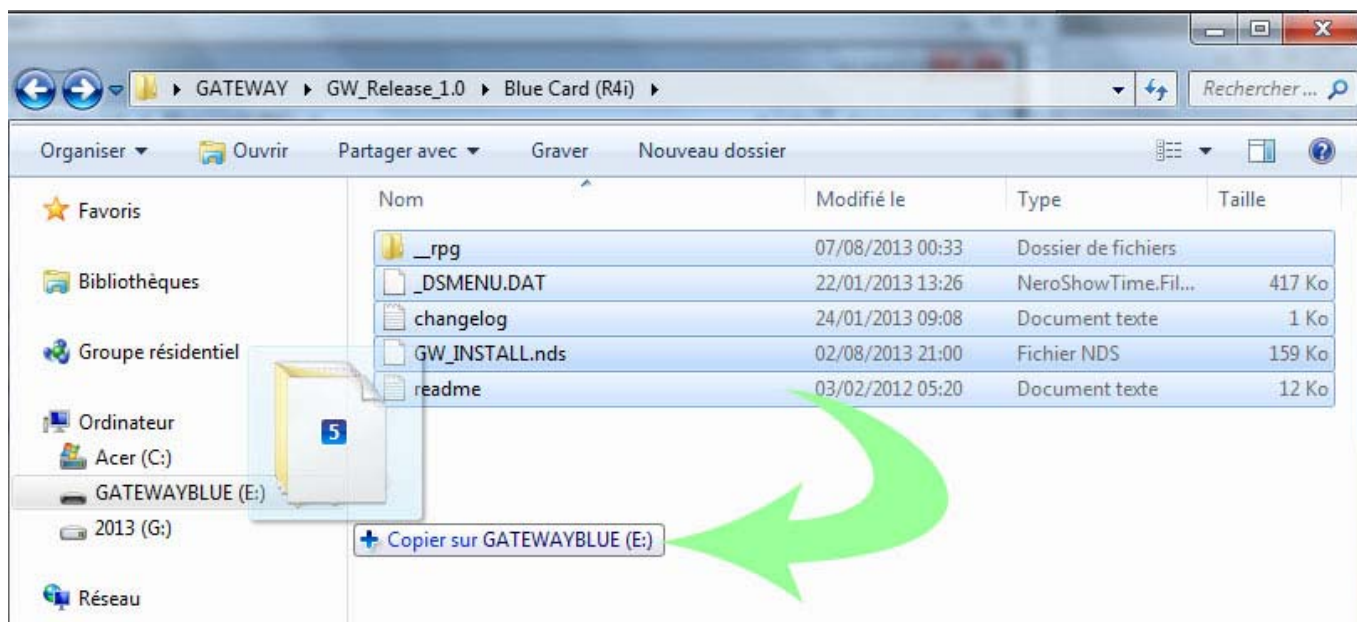 GATEWAY GW_Release_1.0 Blue Card (R4i) Rechercher ...
Organiser Ouvrir Partager avec Graver Nouveau dossier
Favoris
Bibliothèques
Groupe résidentiel
Ordinateur
Acer (C:)
GATEWAYBLUE (E:)
2013 (G:)
Réseau
Nom Modifié le Type Taille
__rpg 07/08/2013 00:33 Dossier de fichiers
_DSMENU.DAT 22/01/2013 13:26 NeroShowTime.Fil... 417 Ko
changelog 24/01/2013 09:08 Document texte 1 Ko
GW_INSTALL.nds 02/08/2013 21:00 Fichier NDS 159 Ko
readme 03/02/2012 05:20 Document texte 12 Ko
5
Copier sur GATEWAYBLUE (E:)